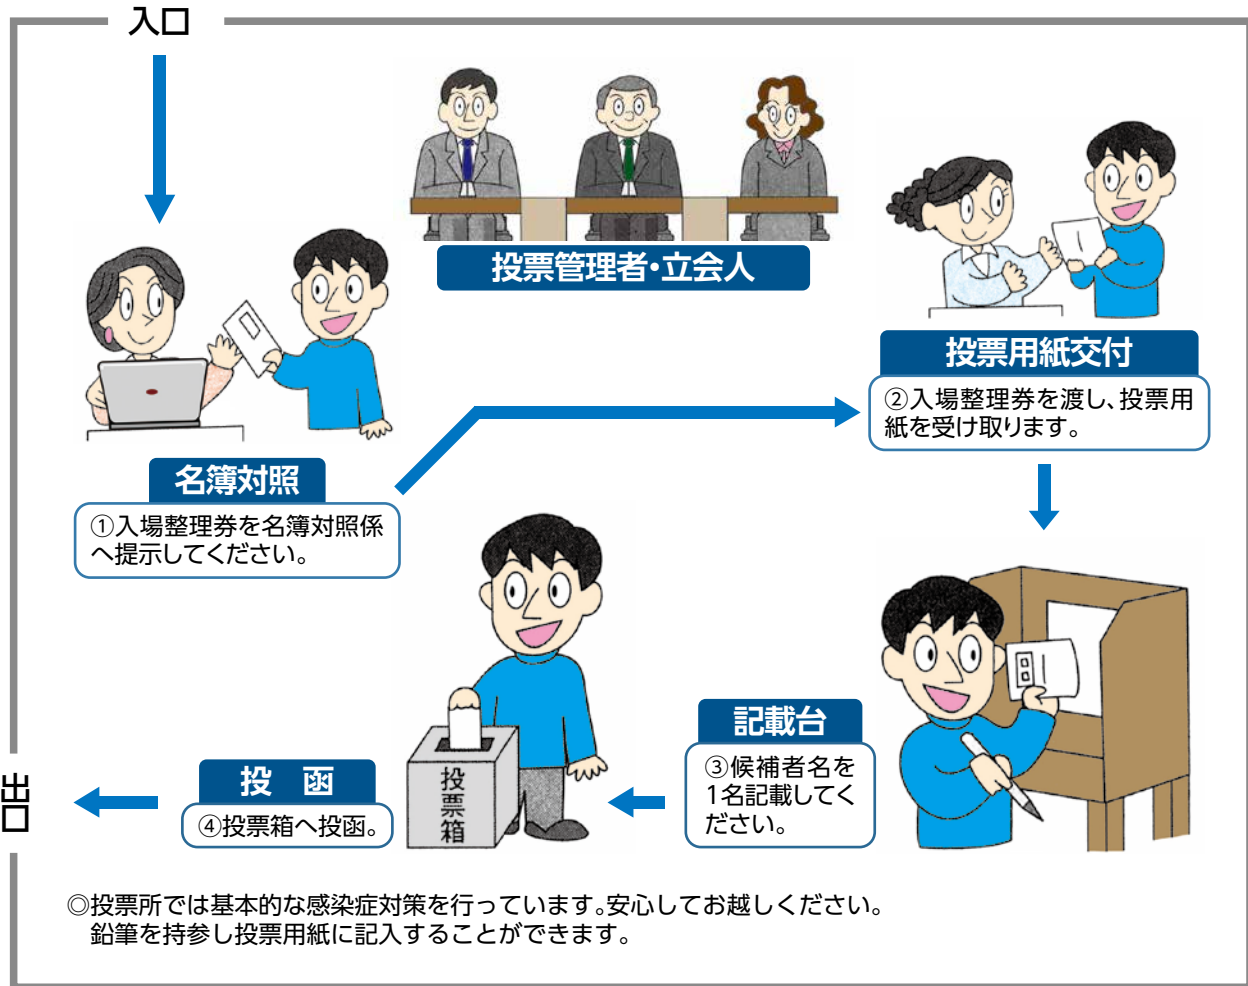 入口
投票管理者・立会人
名簿対照
①入場整理券を名簿対照係
へ提示してください。
投票用紙交付
②入場整理券を渡し、投票用
紙を受け取ります。
記載台
③候補者名を
1名記載してく
ださい。
投票箱
投　函
④投票箱へ投函。
出口
◎投票所では基本的な感染症対策を行っています。安心してお越しください。
鉛筆を持参し投票用紙に記入することができます。